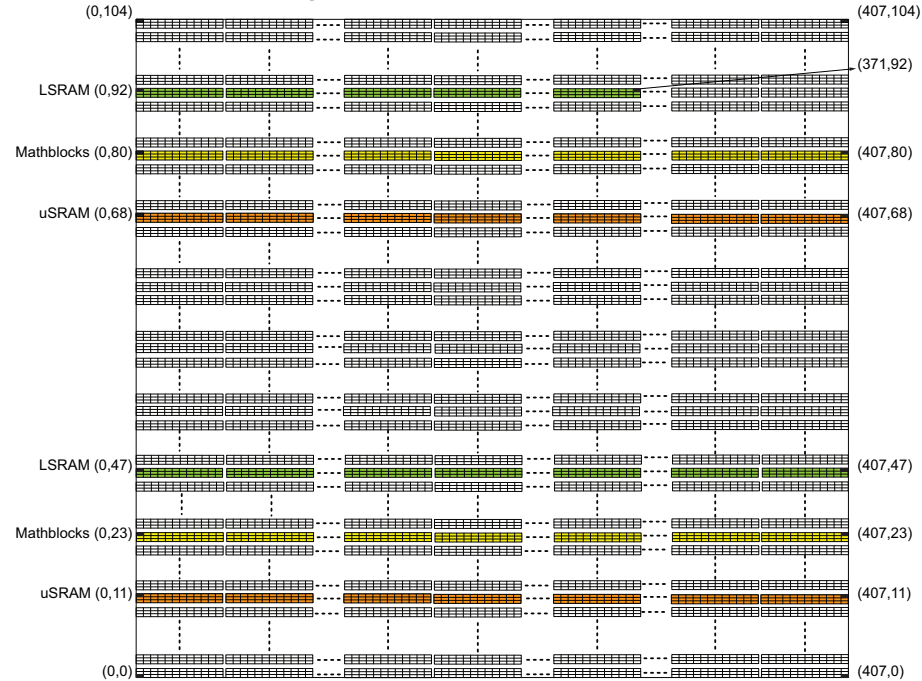 (0,104) (407,104)
(371,92)
LSRAM (0,92)
Mathblocks (0,80) (407,80)
uSRAM (0,68) (407,68)
LSRAM (0,47) (407,47)
Mathblocks (0,23) (407,23)
uSRAM (0,11) (407,11)
(0,0) (407,0)